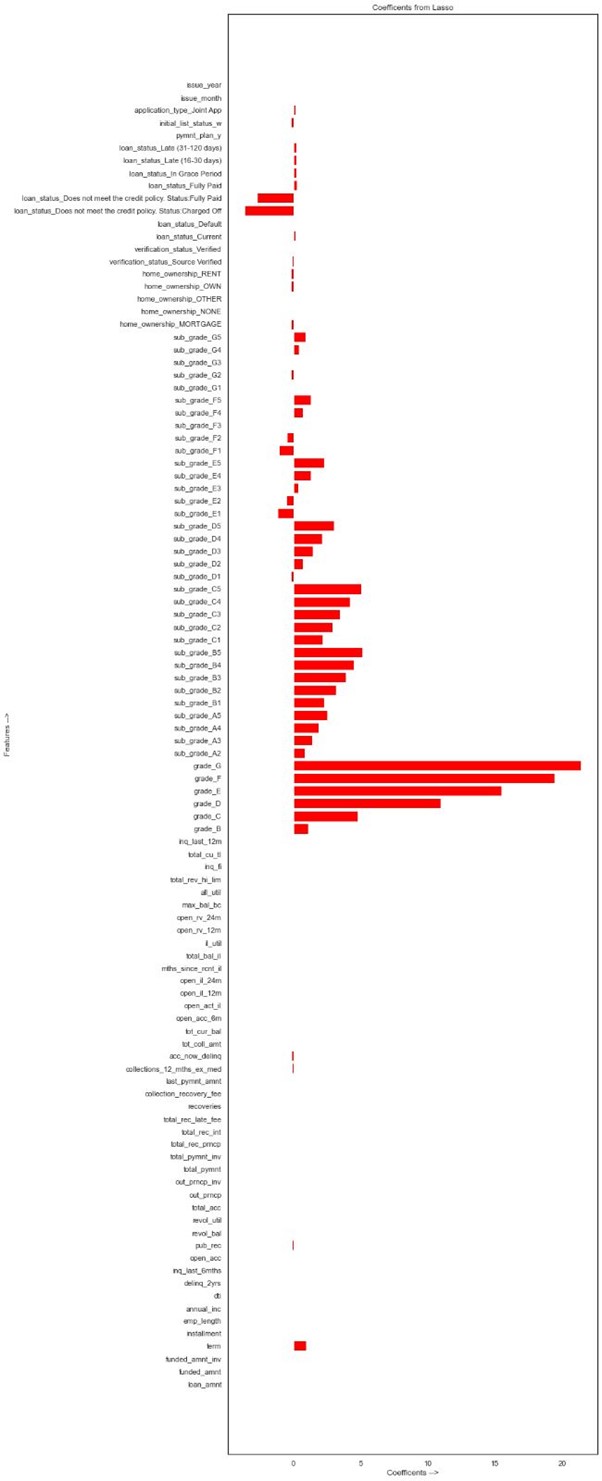 Coefficents from Lasso
issue_year
issue_month
application_type_Joint App
initial_list_status_w
pymnt_plan_y
loan_status_Late (31-120 days)
loan_status_Late (16-30 days)
loan_status_In Grace Period
loan_status_Fully Paid
loan_status_Does not meet the credit policy. Status:Fully Paid
loan_status_Does not meet the credit policy. Status:Charged Off
loan_status_Default
loan_status_Current
verification_status_Verified
verification_status_Source Verified
home_ownership_RENT
home_ownership_OWN
home_ownership_OTHER
home_ownership_NONE
home_ownership_MORTGAGE
sub_grade_G5
sub_grade_G4
sub_grade_G3
sub_grade_G2
sub_grade_G1
sub_grade_F5
sub_grade_F4
sub_grade_F3
sub_grade_F2
sub_grade_F1
sub_grade_E5
sub_grade_E4
sub_grade_E3
sub_grade_E2
sub_grade_E1
sub_grade_D5
sub_grade_D4
sub_grade_D3
sub_grade_D2
sub_grade_D1
sub_grade_C5
sub_grade_C4
sub_grade_C3
sub_grade_C2
sub_grade_C1
sub_grade_B5
sub_grade_B4
sub_grade_B3
sub_grade_B2
sub_grade_B1
sub_grade_A5
sub_grade_A4
sub_grade_A3
sub_grade_A2
grade_G
grade_F
grade_E
grade_D
grade_C
grade_B
inq_last_12m
total_cu_tl
inq_fi
total_rev_hi_lim
all_util
max_bal_bc
open_rv_24m
open_rv_12m
il_util
total_bal_il
mths_since_rcnt_il
open_il_24m
open_il_12m
open_act_il
open_acc_6m
tot_cur_bal
tot_coll_amt
acc_now_delinq
collections_12_mths_ex_med
last_pymnt_amnt
collection_recovery_fee
recoveries
total_rec_late_fee
total_rec_int
total_rec_prncp
total_pymnt_inv
total_pymnt
out_prncp_inv
out_prncp
total_acc
revol_util
revol_bal
pub_rec
open_acc
inq_last_6mths
delinq_2yrs
dti
annual_inc
emp_length
installment
term
funded_amnt_inv
funded_amnt
loan_amnt
Features -->
0 5 10 15 20
Coefficents -->